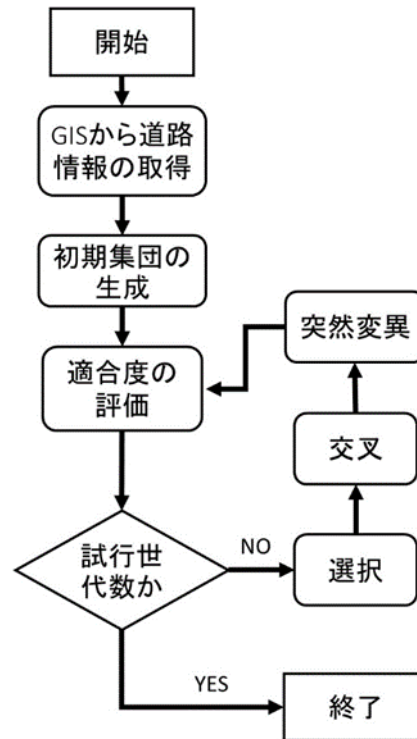 開始
GISから道路
情報の取得
初期集団の
生成
適合度の
評価
突然変異
交叉
試行世
代数か
NO
選択
YES
終了